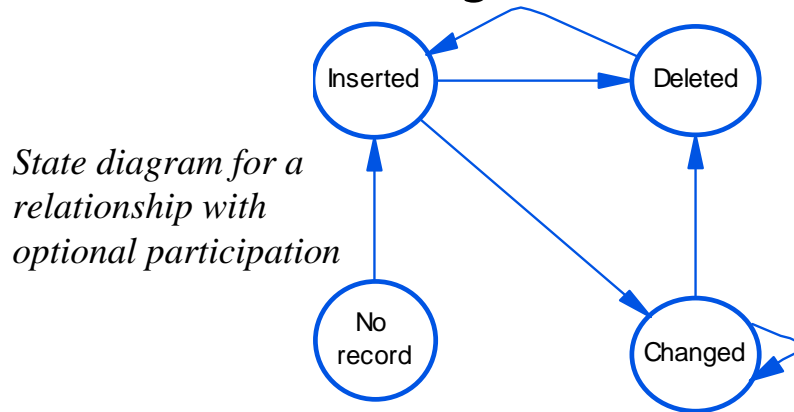 Inserted
Deleted
State diagram for a
relationship with
optional participation
No
record
Changed